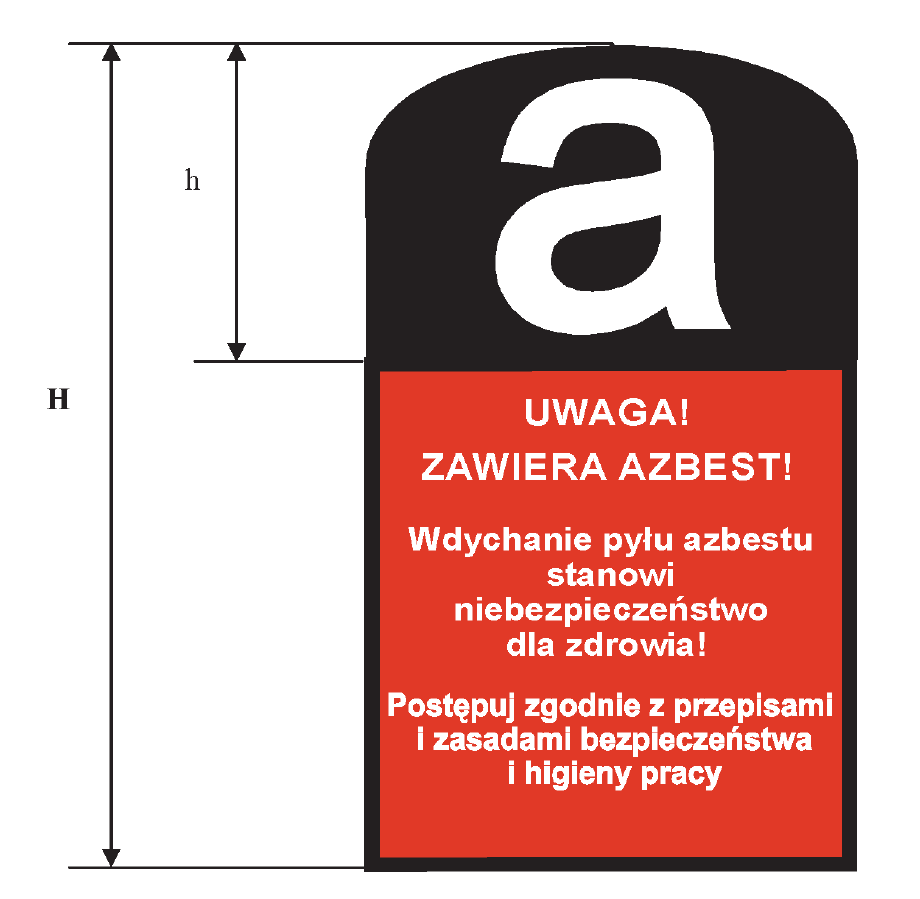 a
h
H
UWAGA!
ZAWIERA AZBEST!
Wdychanie pyłu azbestu
stanowi
niebezpieczeństwo
dla zdrowia!
Postępuj zgodnie z przepisami
i zasadami bezpieczeństwa
i higieny pracy